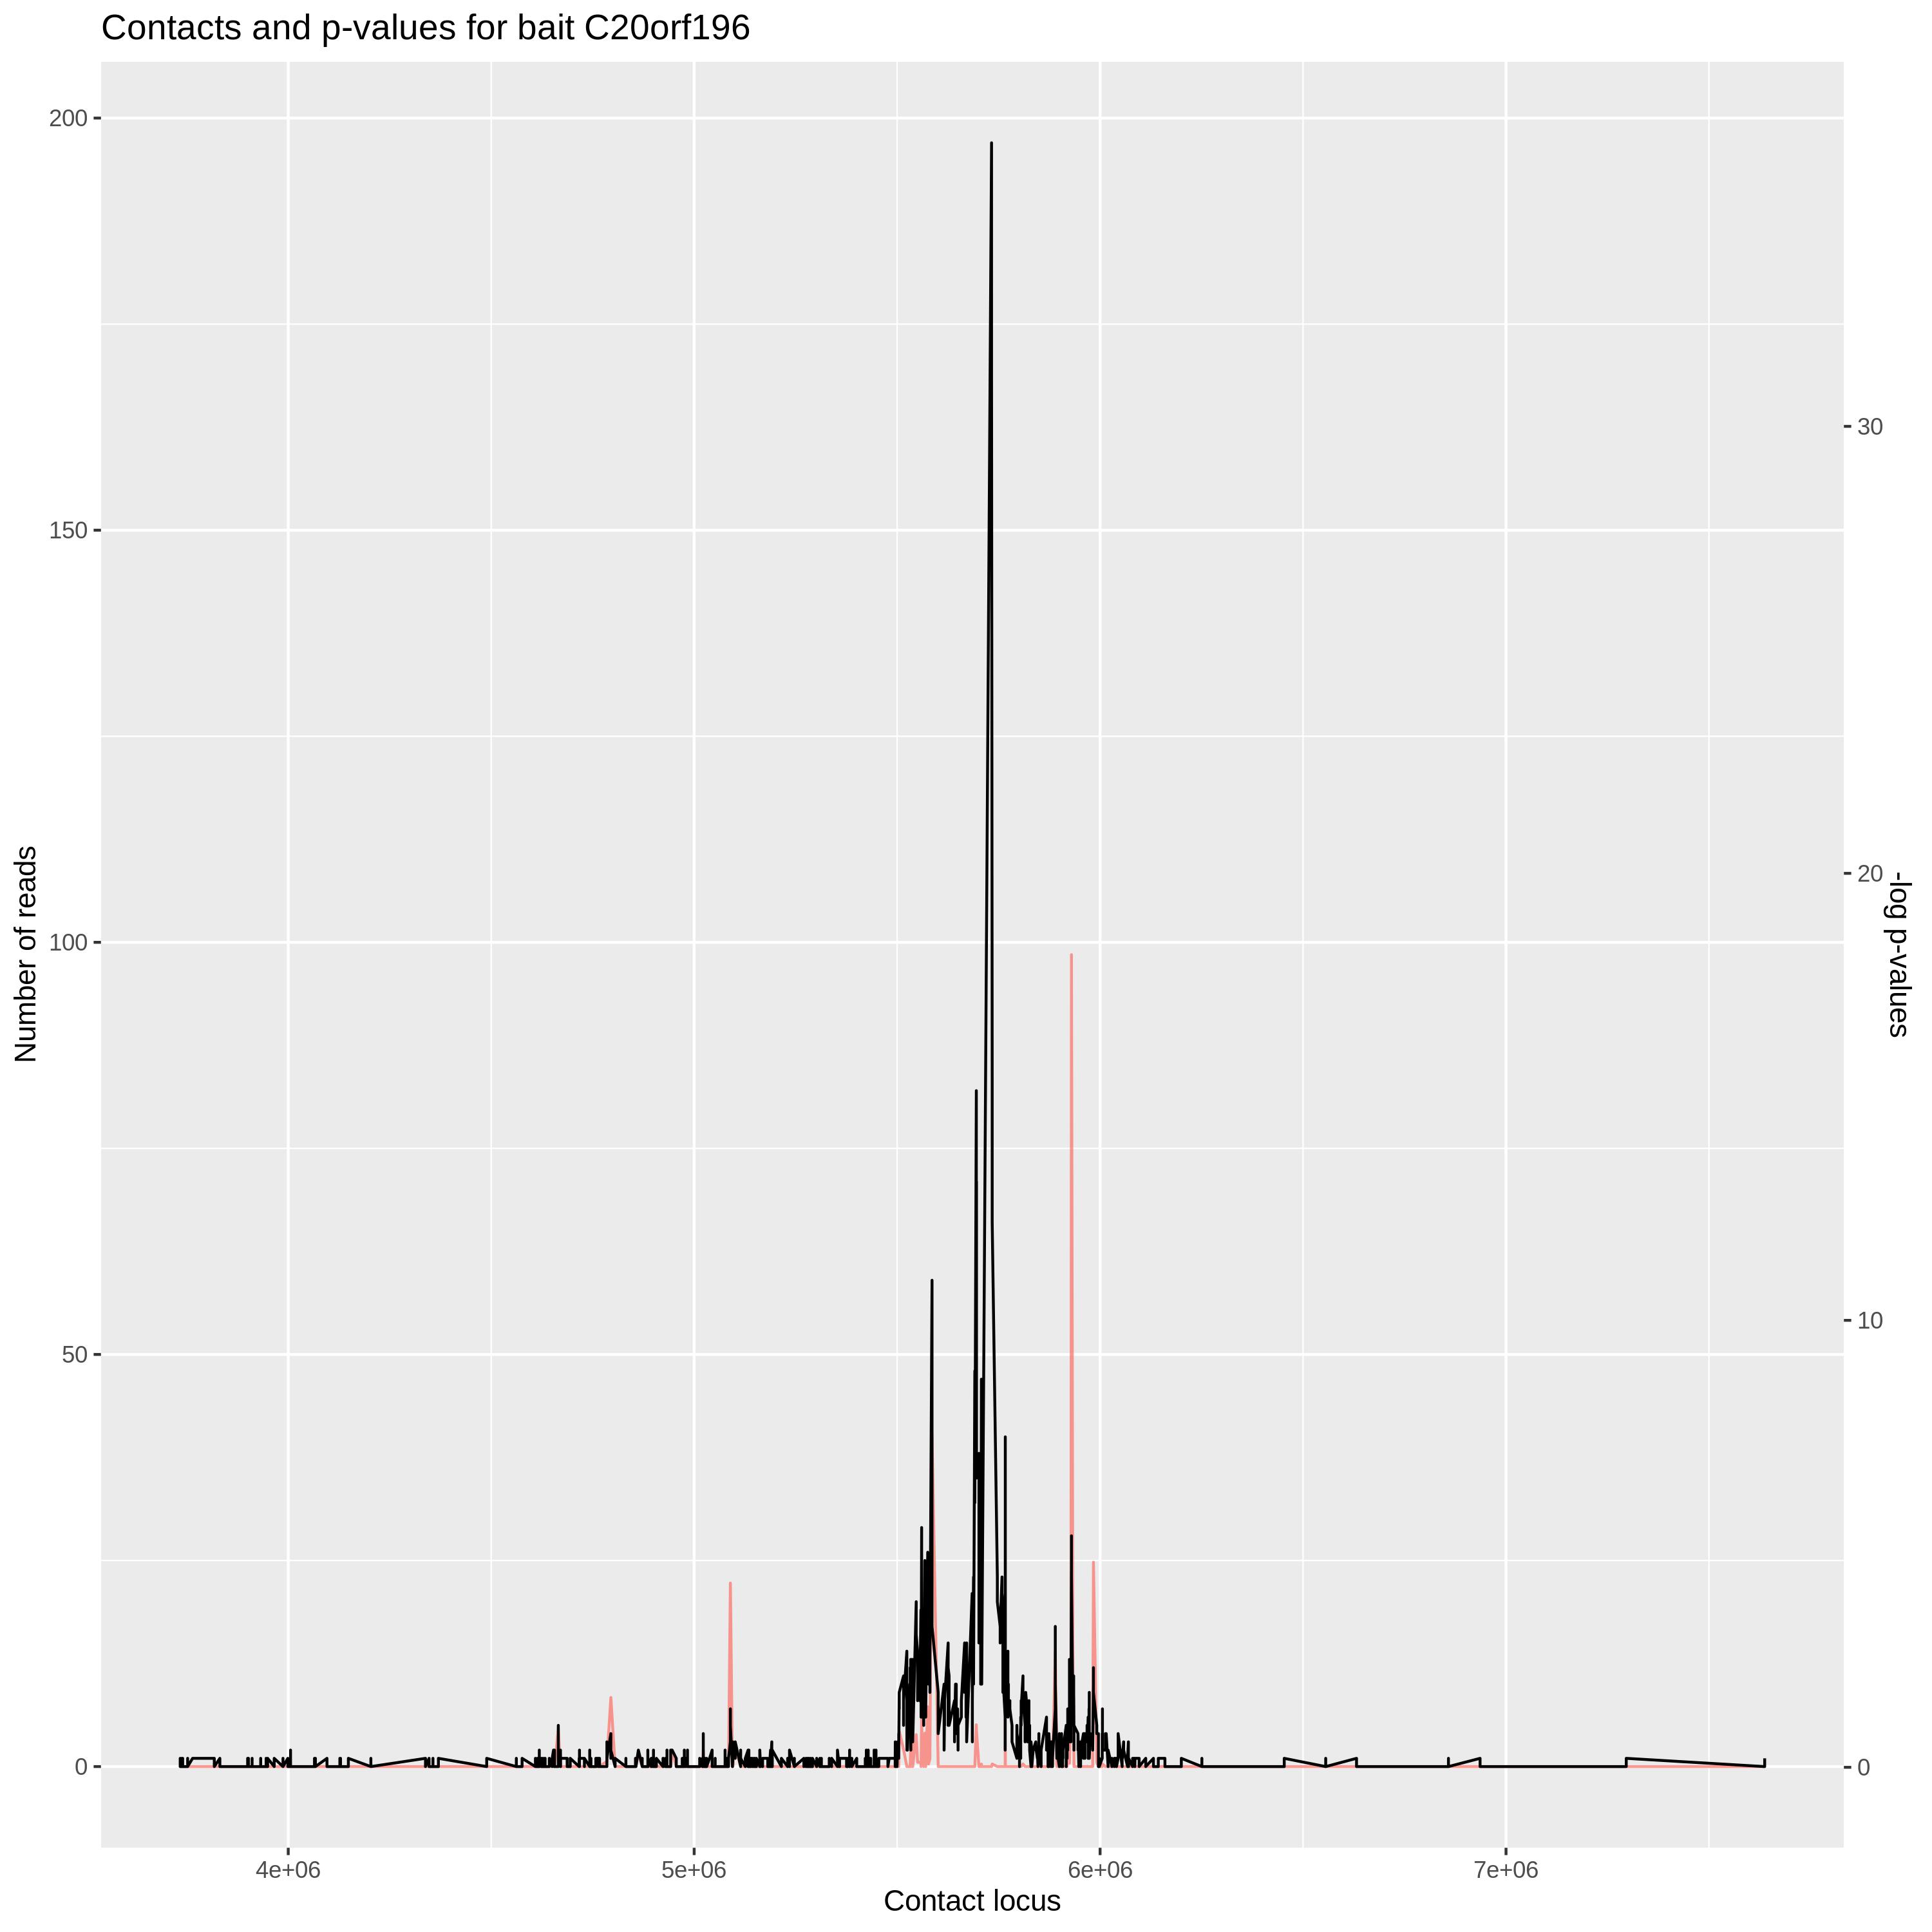 Contacts and p-values for bait C20orf196
200
150
100
50
0
Number of reads
30
20
10
0
-log p-values
4e+06
5e+06
6e+06
7e+06
Contact locus